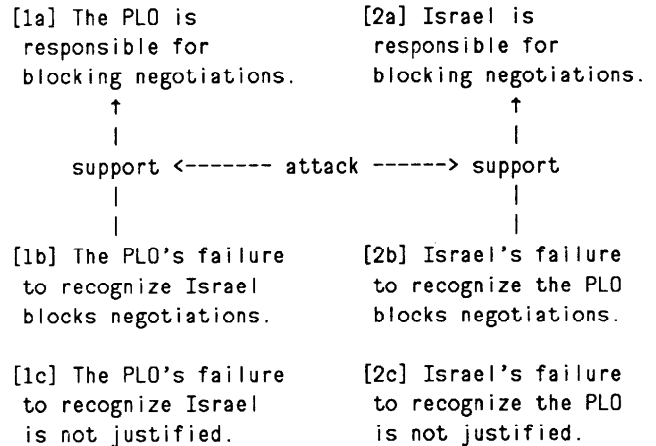 [1a] The PLO is [2a] Israel is
responsible for responsible for
blocking negotiations. blocking negotiations.
support <------- attack ------> support
[1b] The PLO's failure [2b] Israel's failure
to recognize Israel to recognize the PLO
blocks negotiations. blocks negotiations.
[1c] The PLO's failure [2c] Israel's failure
to recognize Israel to recognize the PLO
is not justified. is not justified.